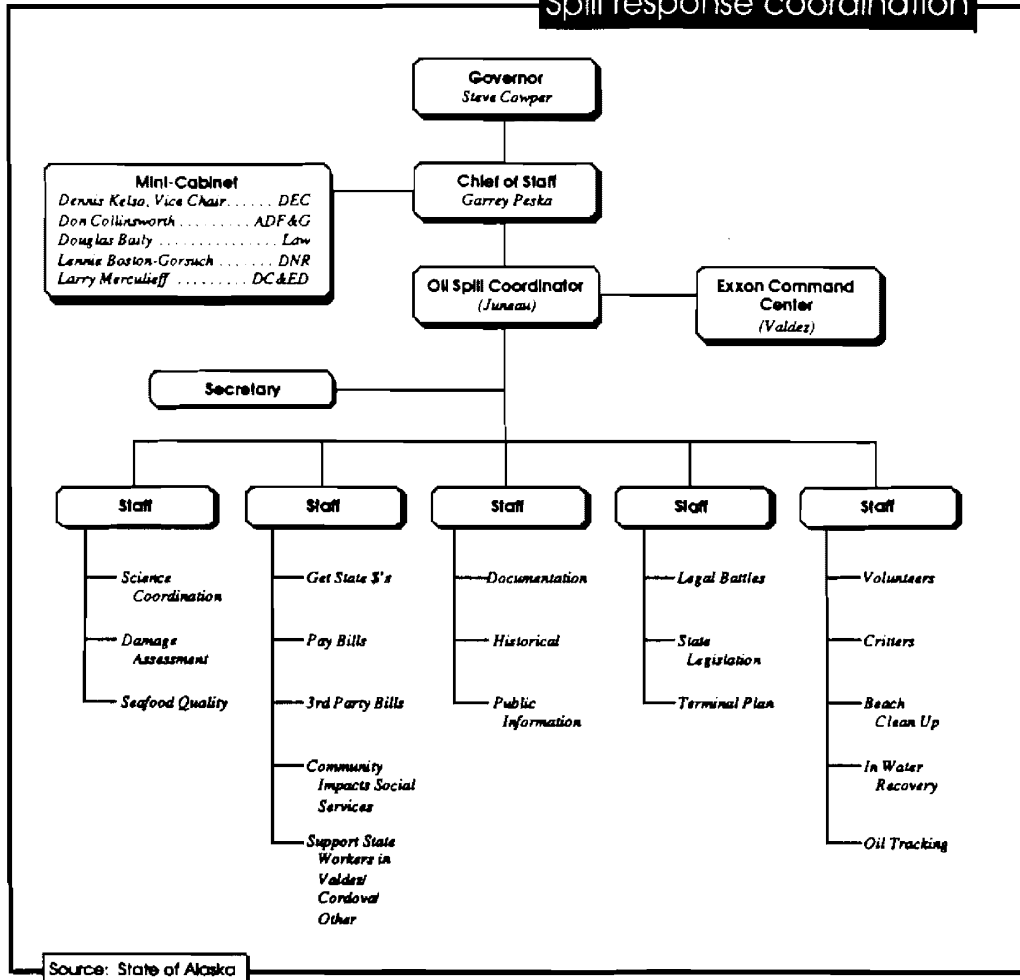 Spill response coordination
Governor
Steve Cowper
Chief of Staff
Garrey Peska
Mini-Cabinet
Dennis Kelso, Vice Chair...... DEC
Don Collinsworth ......... ADF&G
Douglas Baily ............... Law
Lennie Boston-Gorsuch ....... DNR
Larry Merculieff ......... DC&ED
Oil Spill Coordinator
(Juneau)
Exxon Command
Center
(Valdez)
Secretary
Staff
Science
Coordination
Damage
Assessment
Seafood Quality
Staff
Get State $'s
Pay Bills
3rd Party Bills
Community
Impacts Social
Services
Support State
Workers in
Valdez/
Cordova/
Other
Staff
Documentation
Historical
Public
Information
Staff
Legal Battles
State
Legislation
Terminal Plan
Staff
Volunteers
Critters
Beach
Clean Up
In Water
Recovery
Oil Tracking
Source: State of Alaska